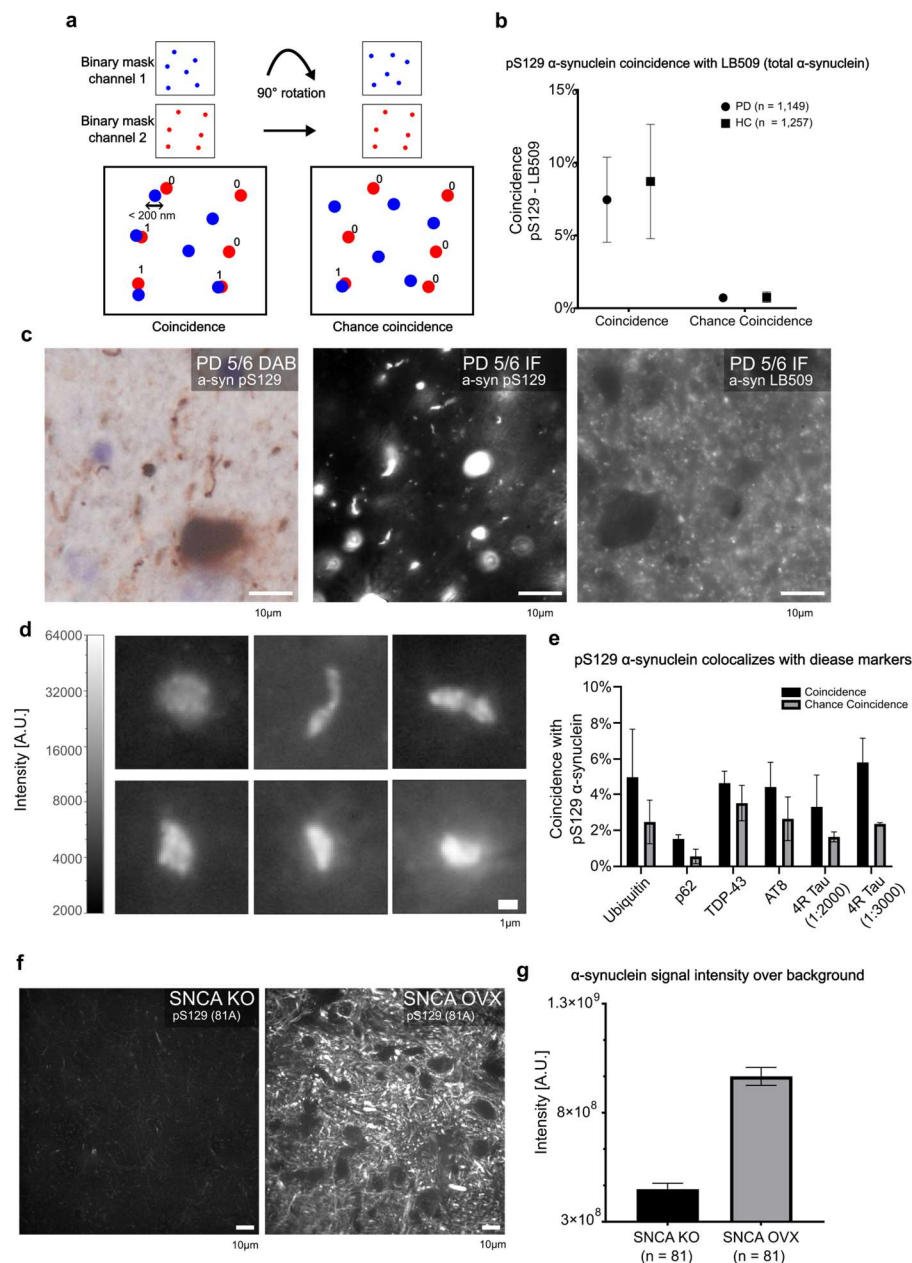 a
Binary mask
channel 1
90° rotation
Binary mask
channel 2
0
0
< 200 nm
1
0
1
1
Coincidence
0
0
0
0
1
0
Chance coincidence
b
pS129 α-synuclein coincidence with LB509 (total α-synuclein)
15%
10%
5%
0%
Coincidence
pS129 - LB509
PD (n = 1,149)
HC (n = 1,257)
Coincidence
Chance Coincidence
c
PD 5/6 DAB
a-syn pS129
10µm
PD 5/6 IF
a-syn pS129
10µm
PD 5/6 IF
a-syn LB509
10µm
d
Intensity [A.U.]
64000
32000
16000
8000
4000
2000
1µm
e
pS129 α-synuclein colocalizes with disease markers
10%
8%
6%
4%
2%
0%
Coincidence with
pS129 α-synuclein
Coincidence
Chance Coincidence
Ubiquitin
p62
TDP-43
AT8
4R Tau
(1:2000)
4R Tau
(1:3000)
f
SNCA KO
pS129 (81A)
10µm
SNCA OVX
pS129 (81A)
10µm
g
α-synuclein signal intensity over background
1.3×10⁹
8×10⁸
3×10⁸
Intensity [A.U.]
SNCA KO
(n = 81)
SNCA OVX
(n = 81)